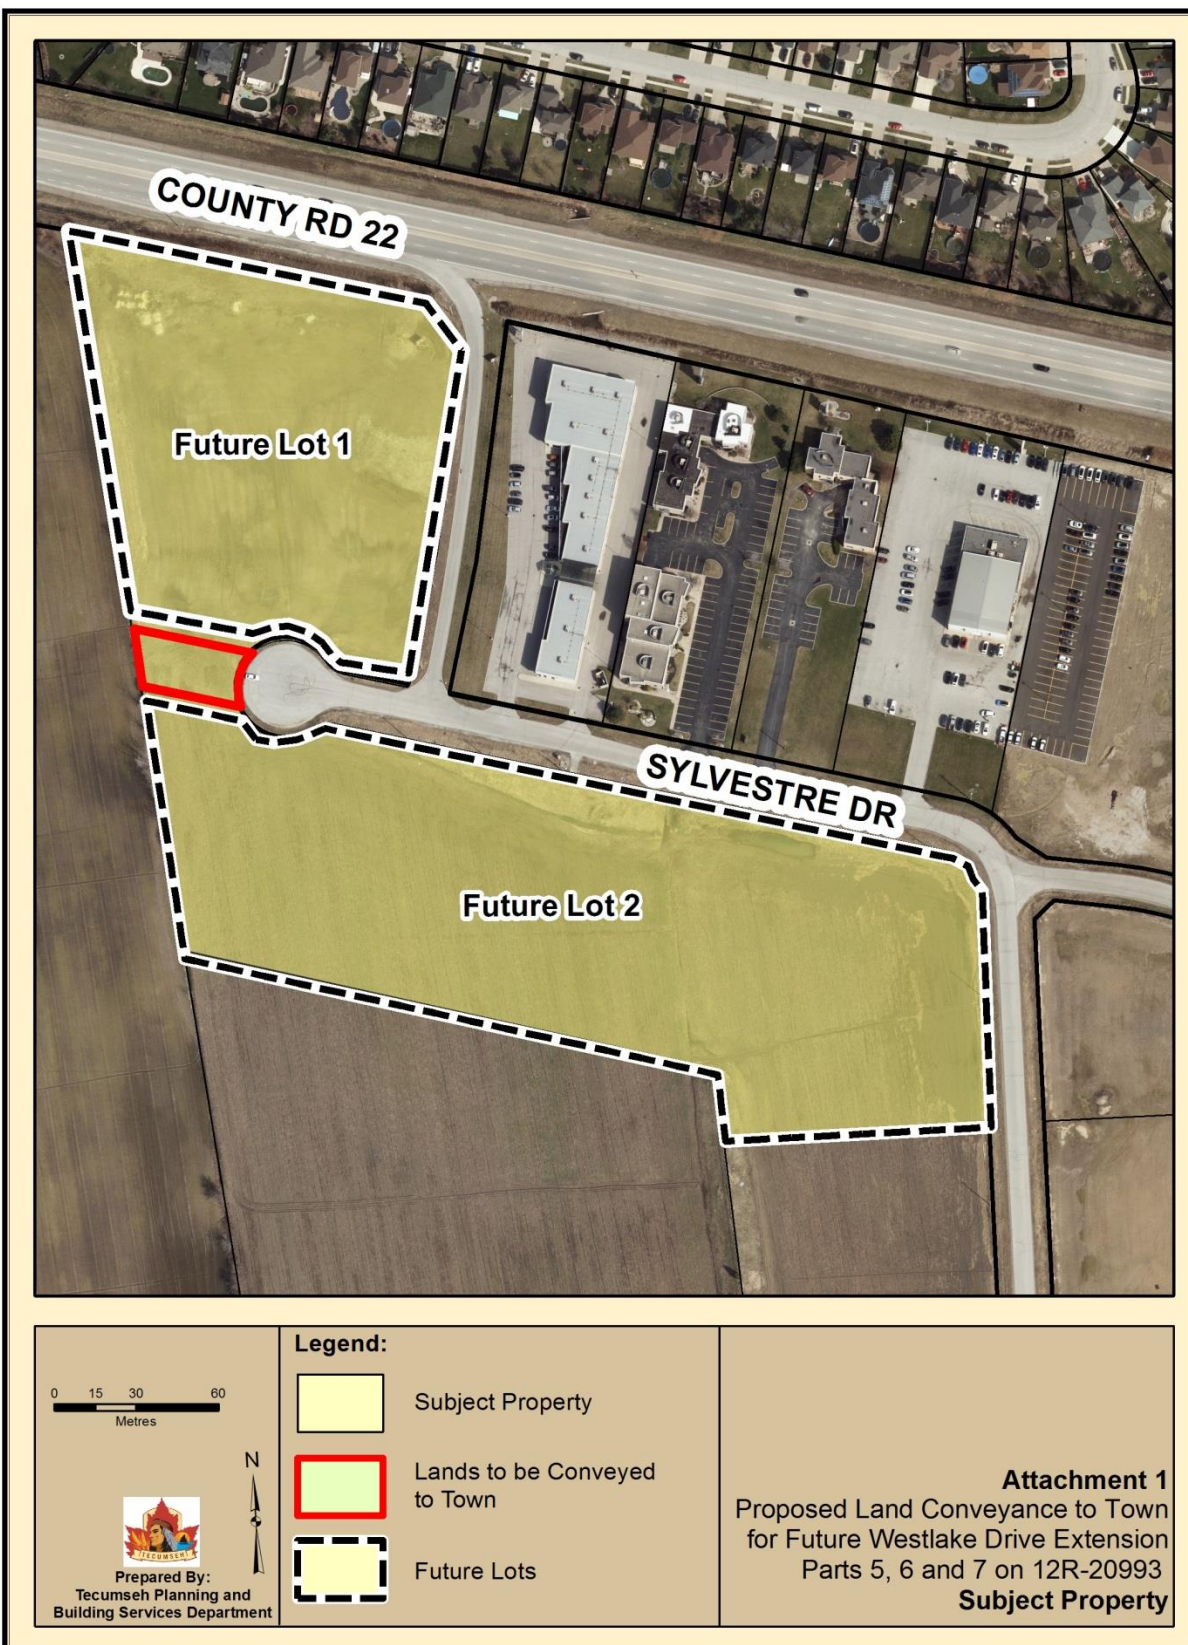 COUNTY RD 22
Future Lot 1
SYLVESTRE DR
Future Lot 2
0 15 30 60
Metres
N
TECUMSEH
Prepared By:
Tecumseh Planning and
Building Services Department
Legend:
Subject Property
Lands to be Conveyed
to Town
Future Lots
Attachment 1
Proposed Land Conveyance to Town
for Future Westlake Drive Extension
Parts 5, 6 and 7 on 12R-20993
Subject Property